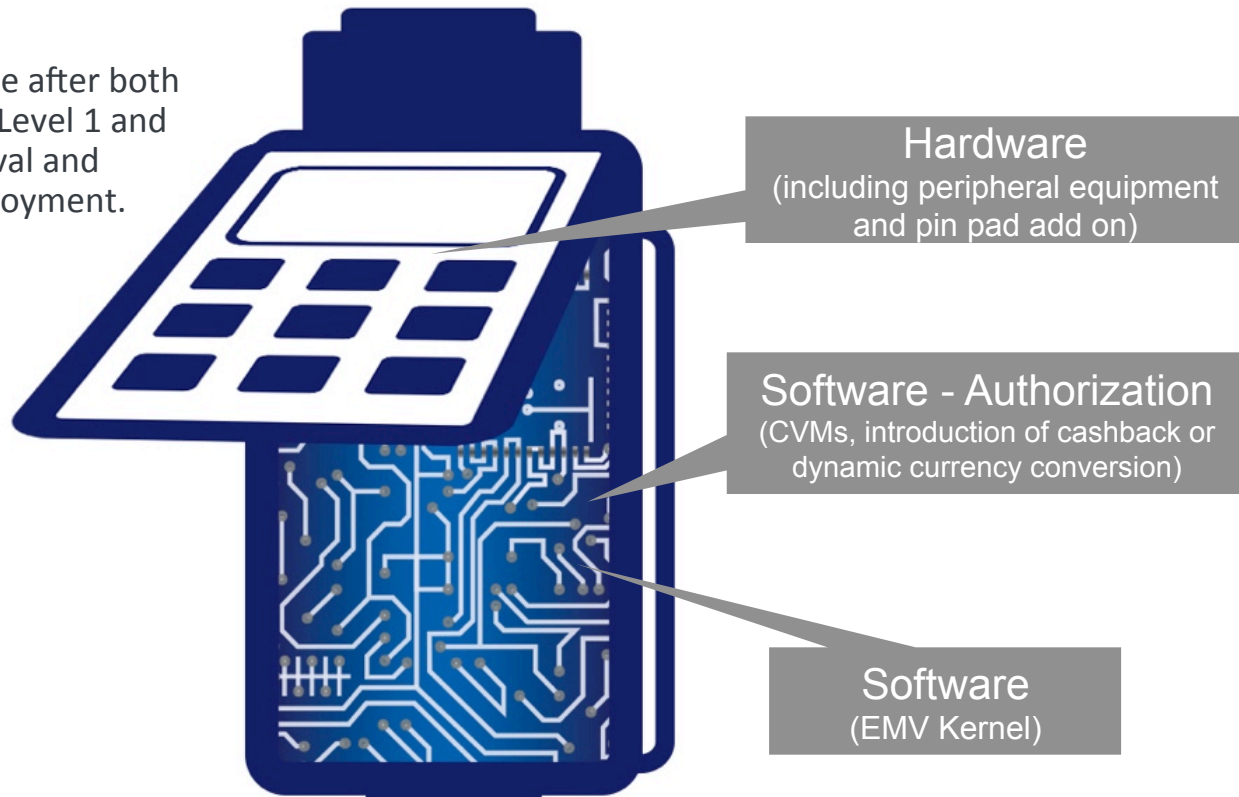 e after both
Level 1 and
val and
oyment.
Hardware
(including peripheral equipment
and pin pad add on)
Software - Authorization
(CVMs, introduction of cashback or
dynamic currency conversion)
Software
(EMV Kernel)